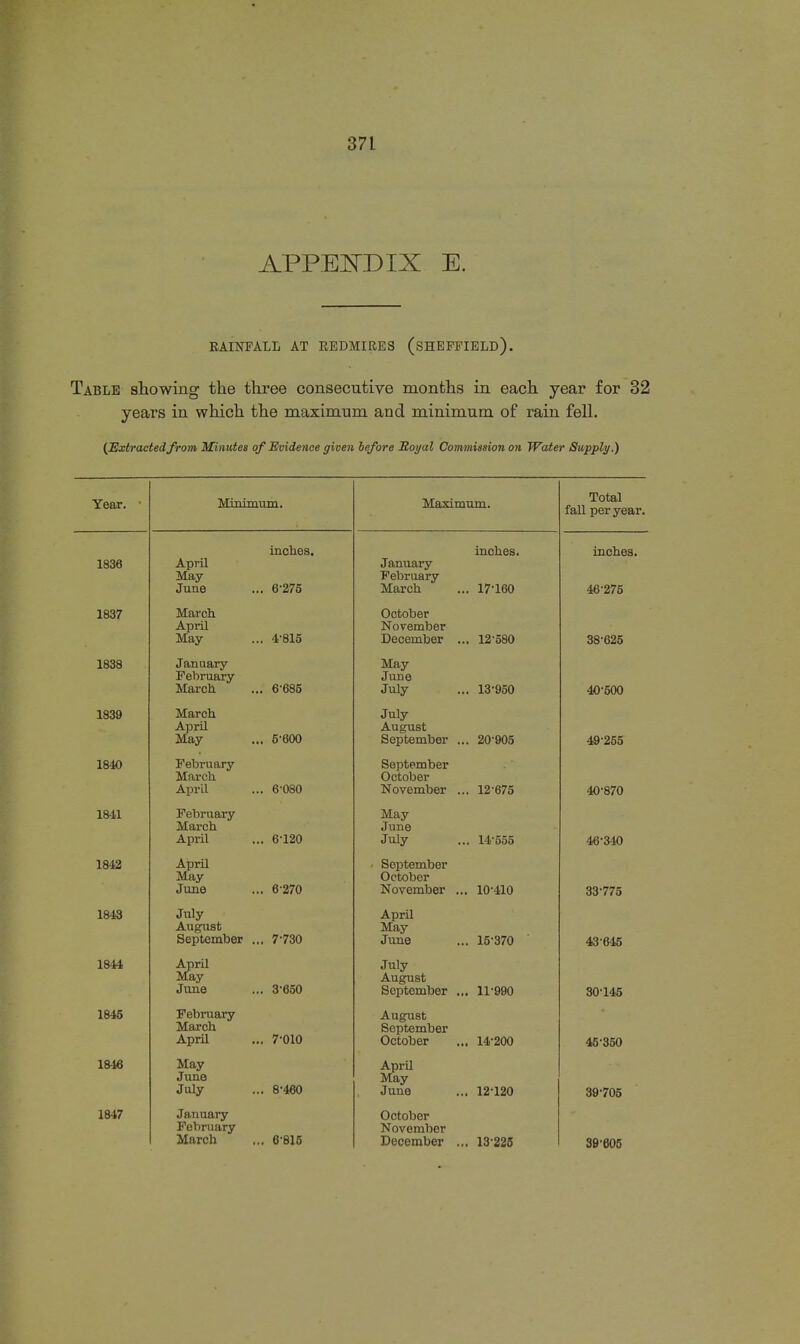 371
APPENDIX E.
RAINFALL AT REDMIRES (SHEFFIELD).
TABLE showing the three consecutive months in each year for 32
years in which the maximum and minimum of rain fell.
(Extracted from Minutes of Evidence given before Royal Commission on Water Supply.)
Year. Minimum. Maximum. Total fall per year.
inches. inches. inches.
1836 April January
May February
June ... 6·275 March ... 17·160 46·275
1837 March October
April November
May ... 4·815 December ... 12·580 38·625
1838 January May
February June
March ... 6·685 July ... 13·950 40·500
1839 March July
April August
May ... 5·600 September ... 20·905 49·255
1840 February September
March October
April ... 6·080 November ... 12·675 40·870
1841 February May
March June
April ... 6·120 July ... 14·555 46·340
1842 April September
May October
June ... 6·270 November ... 10·410 33·775
1843 July April
August May
September ... 7·730 June ... 15·370 43·645
1844 April July
May August
June ... 3·650 September ... 11·990 30·145
1845 February August
March September
April ... 7·010 October ... 14·200 45·350
1846 May April
June May
July ... 8·460 June ... 12·120 39·705
1847 January October
February November
March ... 6·815 December ... 13·225 39·605